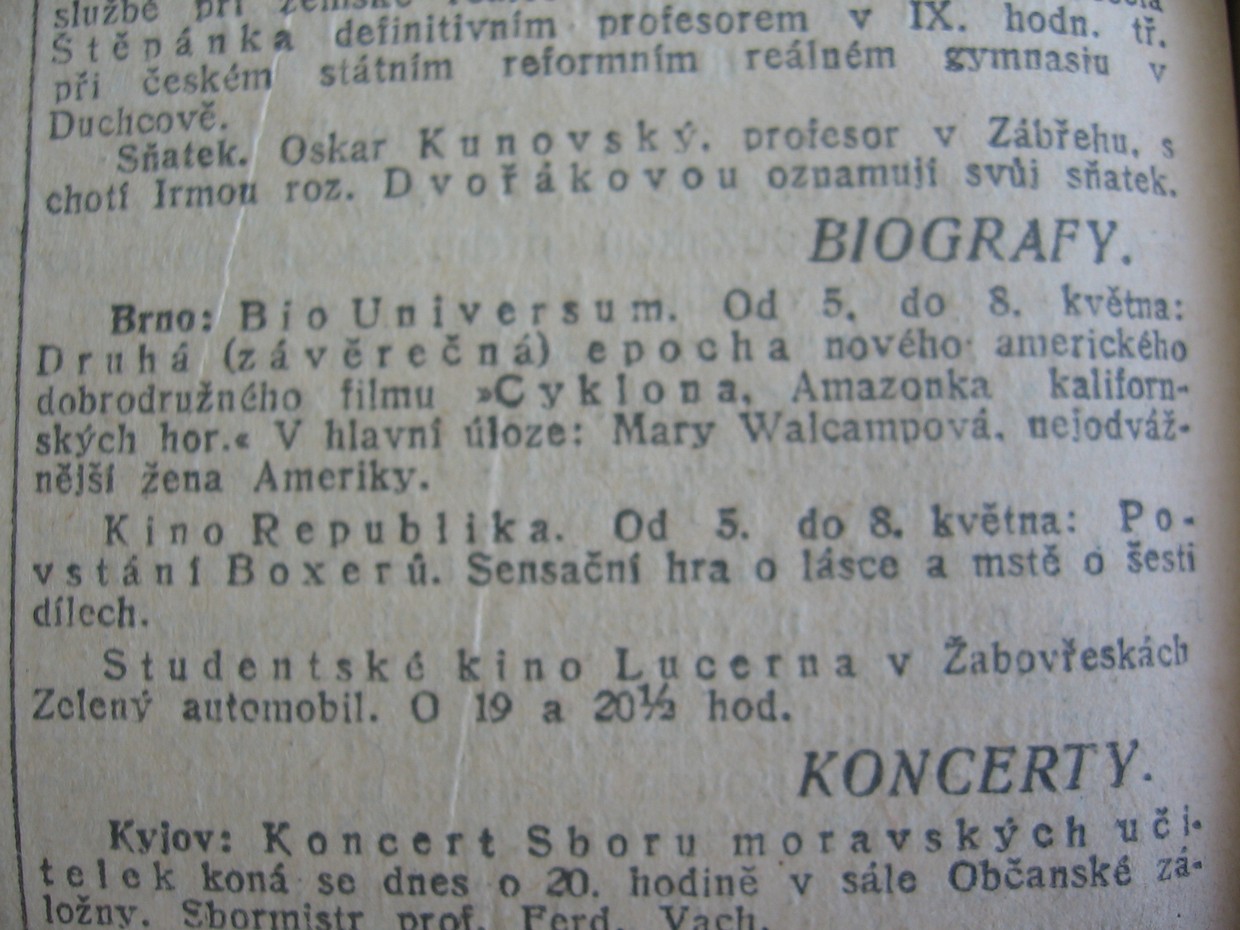 službě při zemské
Štěpánka definitivním profesorem v IX. hodn. tř.
při českém státním reformním reálném gymnasiu v
Duchcově.
Sňatek. Oskar Kunovský, profesor v Zábřehu, s
chotí Irmou roz. Dvořákovou oznamují svůj sňatek.
BIOGRAFY.
Brno: Bio Universum. Od 5. do 8. května:
Druhá (závěrečná) epocha nového amerického
dobrodružného filmu »Cyklona, Amazonka kaliforn-
ských hor.« V hlavní úloze: Mary Walcampová, nejodváž-
nější žena Ameriky.
Kino Republika. Od 5. do 8. května: Po-
vstání Boxerů. Sensační hra o lásce a mstě o šesti
dílech.
Studentské kino Lucerna v Žabovřeskách
Zelený automobil. O 19 a 20½ hod.
KONCERTY.
Kyjov: Koncert Sboru moravských uči-
telek koná se dnes o 20. hodině v sále Občanské zá-
ložny. Sbormistr prof. Ferd. Vach.